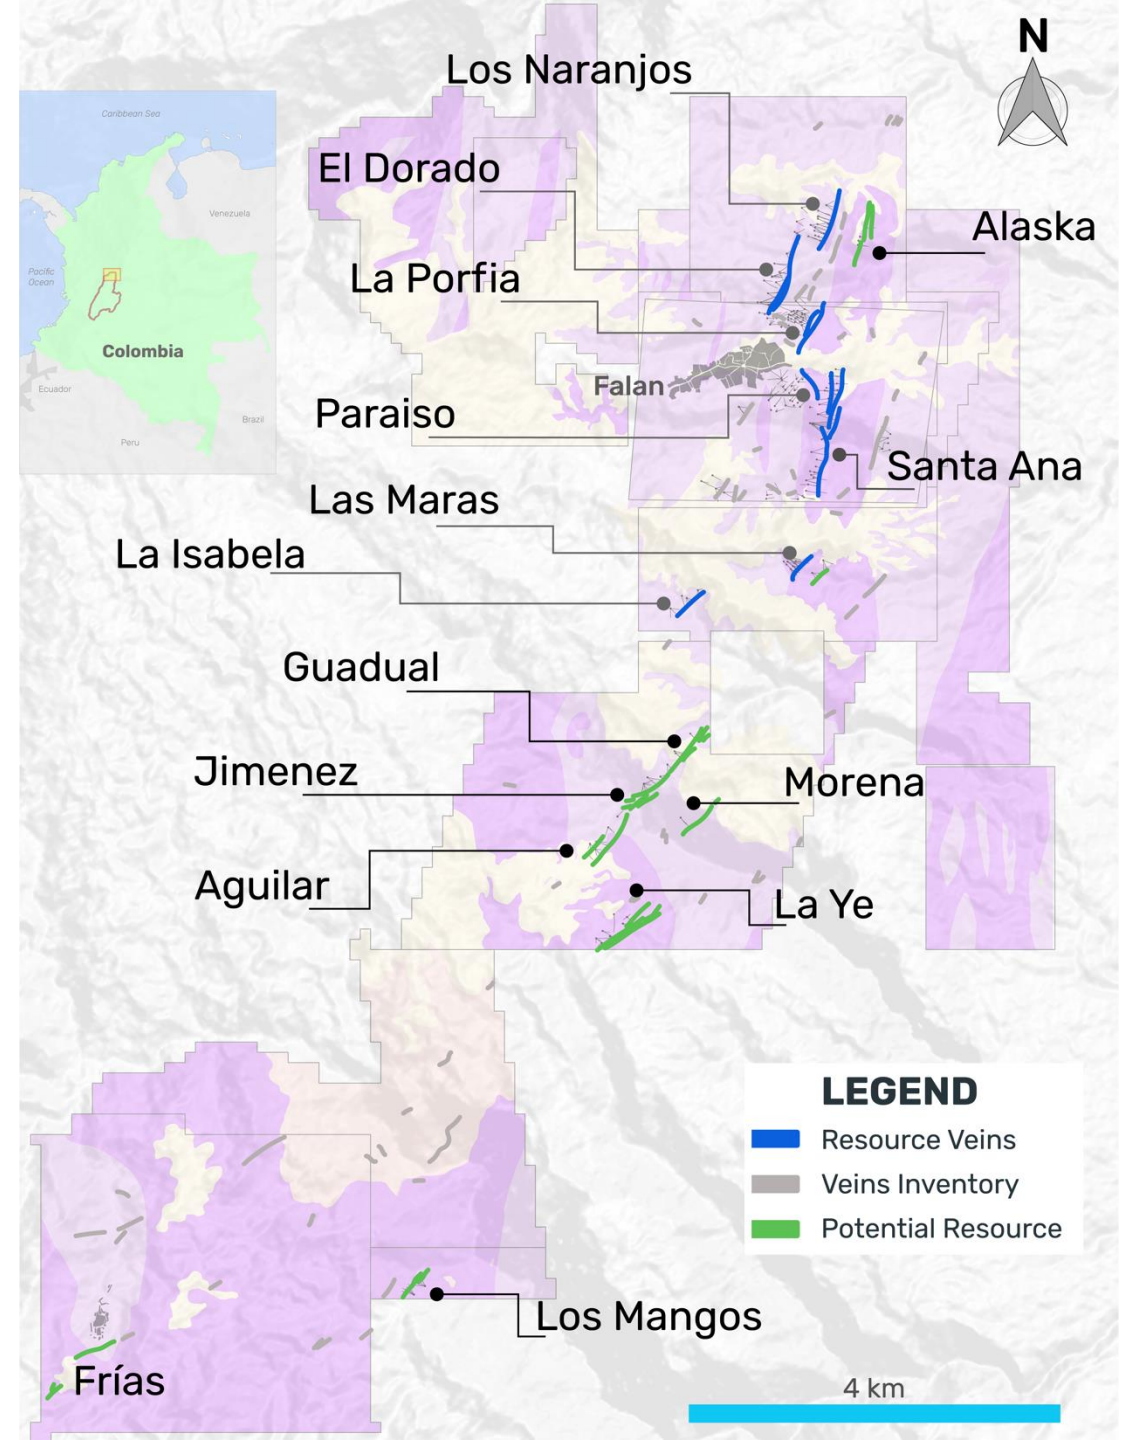 N
Los Naranjos
Caribbean Sea
El Dorado
Venezuela
Alaska
Pacific
Ocean
La Porfia
Colombia
Ecuador
Falan
Paraiso
Brazil
Peru
Santa Ana
Las Maras
La Isabela
Guadual
Jimenez
Morena
Aguilar
La Ye
LEGEND
Resource Veins
Veins Inventory
Potential Resource
Los Mangos
Frías
4 km